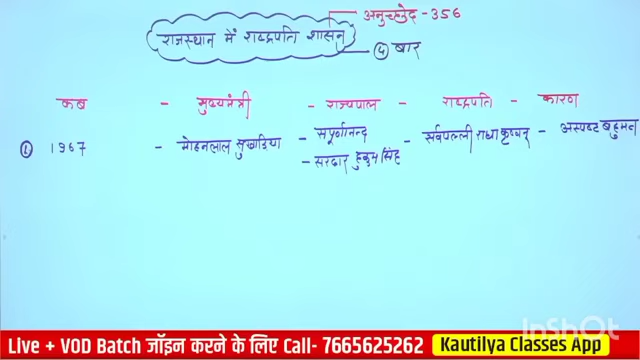 अनुच्छेद-356
राजस्थान में राष्ट्रपति शासन
④ बार
कब - मुख्यमंत्री - राज्यपाल - राष्ट्रपति - कारण
① 1967 - मोहनलाल सुखाड़िया - संपूर्णानन्द - सर्वपल्ली राधाकृष्णन् - अस्पष्ट बहुमत
- सरदार हुकुम सिंह
Live + VOD Batch जॉइन करने के लिए Call- 7665625262 Kautilya Classes App
InShOt